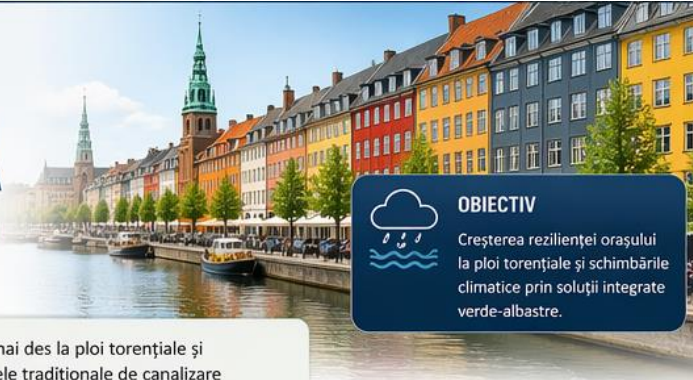 OBIECTIV
Creșterea rezilienței orașului
la ploi torențiale și schimbările
climatice prin soluții integrate
verde-albastre.
mai des la ploi torențiale și
ele tradiționale de canalizare